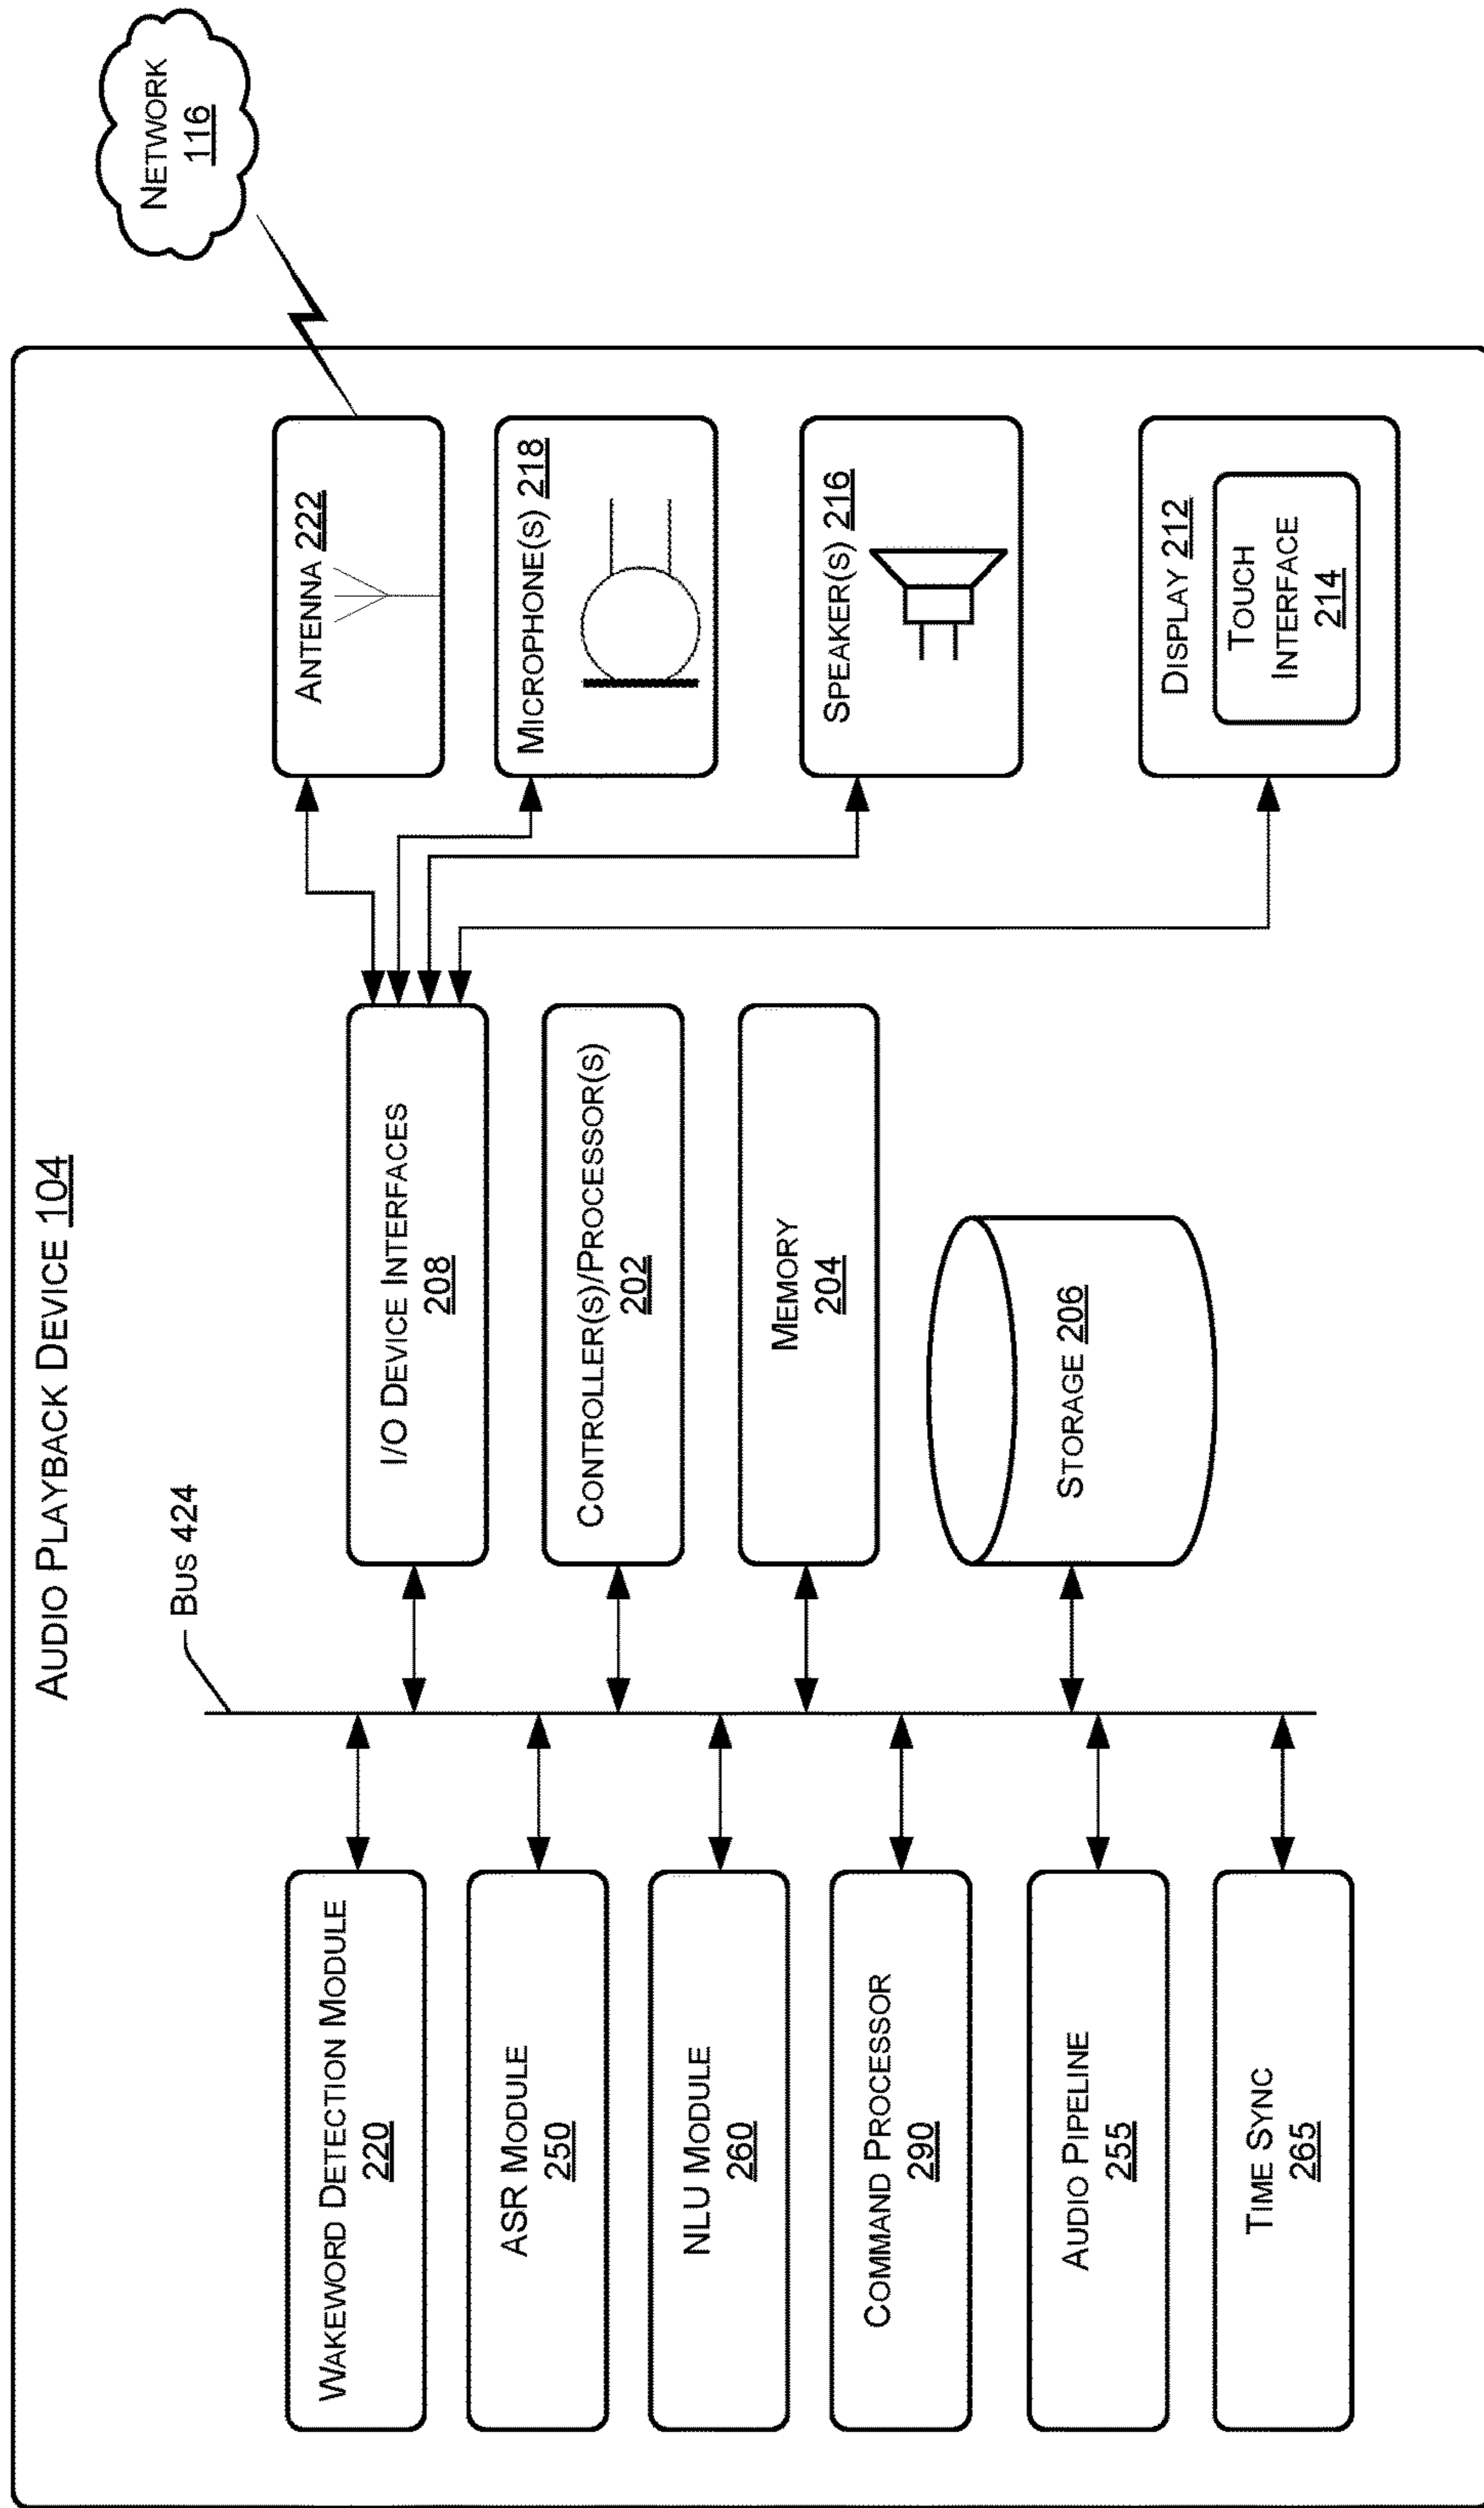 AUDIO PLAYBACK DEVICE 104
BUS 424
WAKEWORD DETECTION MODULE
220
ASR MODULE
250
NLU MODULE
260
COMMAND PROCESSOR
290
AUDIO PIPELINE
255
TIME SYNC
265
I/O DEVICE INTERFACES
208
CONTROLLER(S)/PROCESSOR(S)
202
MEMORY
204
STORAGE 206
ANTENNA 222
MICROPHONE(S) 218
SPEAKER(S) 216
DISPLAY 212
TOUCH
INTERFACE
214
NETWORK
116